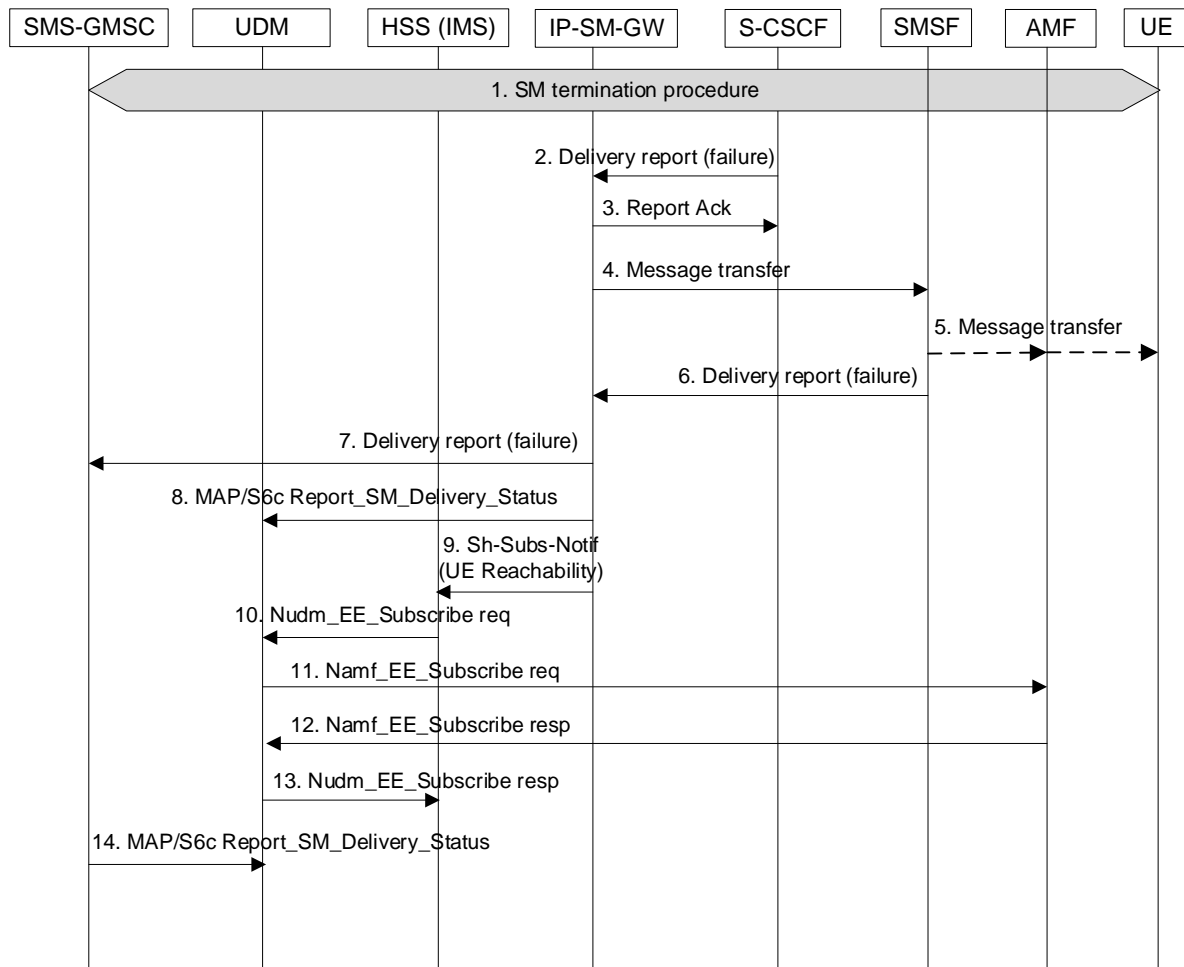 SMS-GMSC
UDM
HSS (IMS)
IP-SM-GW
S-CSCF
SMSF
AMF
UE
1. SM termination procedure
2. Delivery report (failure)
3. Report Ack
4. Message transfer
5. Message transfer
6. Delivery report (failure)
7. Delivery report (failure)
8. MAP/S6c Report_SM_Delivery_Status
9. Sh-Subs-Notif
(UE Reachability)
10. Nudm_EE_Subscribe req
11. Namf_EE_Subscribe req
12. Namf_EE_Subscribe resp
13. Nudm_EE_Subscribe resp
14. MAP/S6c Report_SM_Delivery_Status